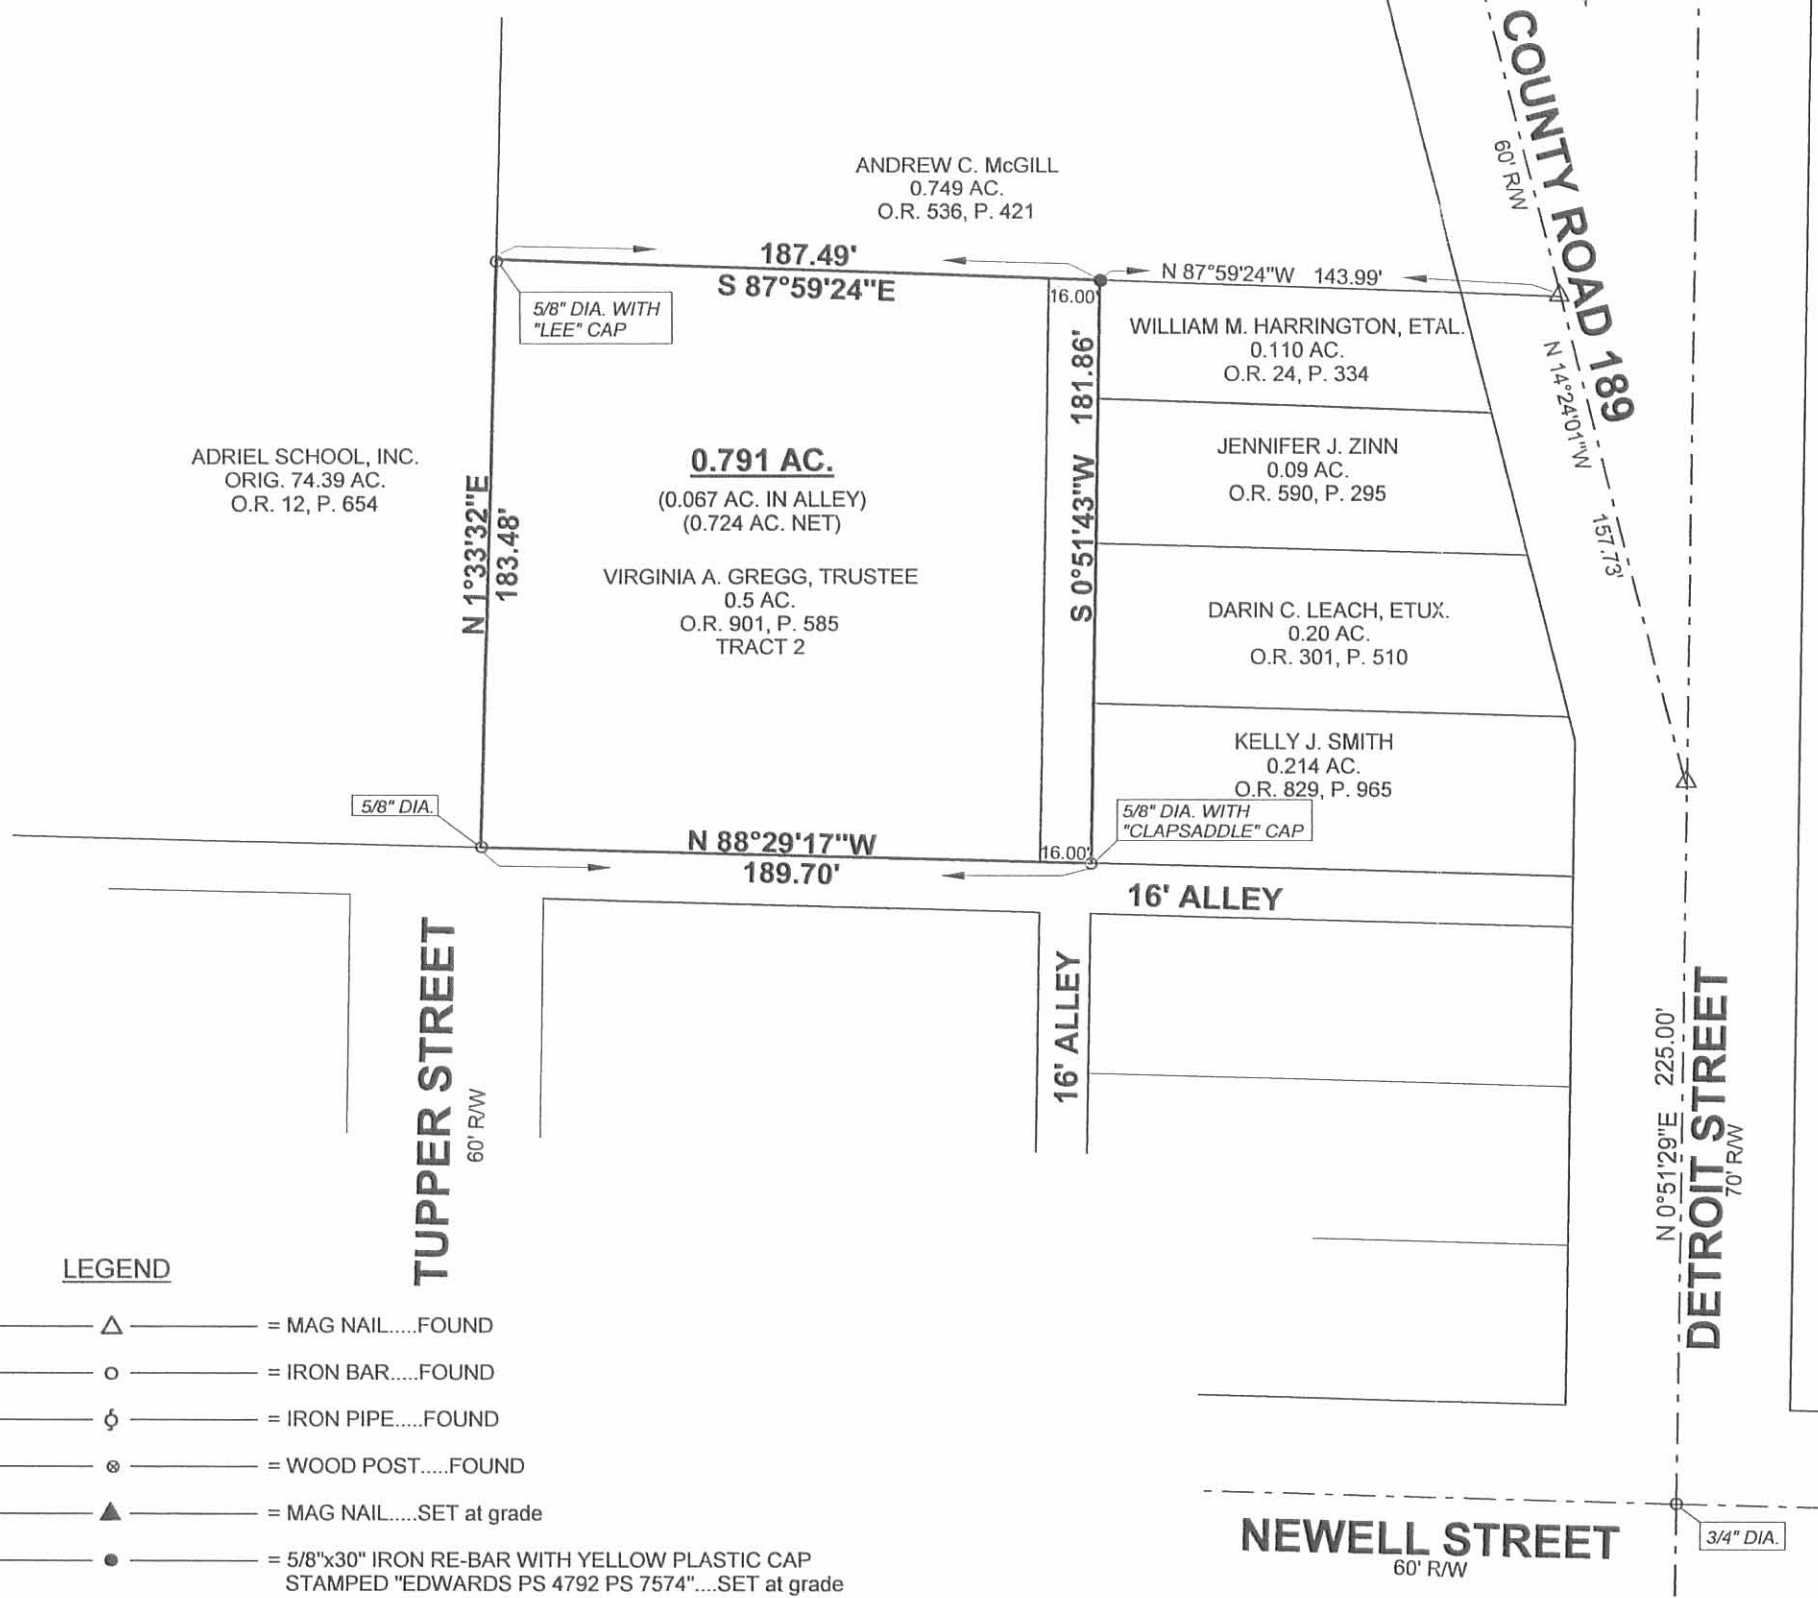 COUNTY ROAD 189
60' R/W
ANDREW C. McGILL
0.749 AC.
O.R. 536, P. 421
187.49'
S 87°59'24"E
N 87°59'24"W 143.99'
5/8" DIA. WITH
"LEE" CAP
16.00'
WILLIAM M. HARRINGTON, ETAL.
0.110 AC.
O.R. 24, P. 334
N 14°24'01"W 157.73'
S 0°51'43"W 181.86'
ADRIEL SCHOOL, INC.
ORIG. 74.39 AC.
O.R. 12, P. 654
N 1°33'32"E
183.48'
0.791 AC.
(0.067 AC. IN ALLEY)
(0.724 AC. NET)
VIRGINIA A. GREGG, TRUSTEE
0.5 AC.
O.R. 901, P. 585
TRACT 2
JENNIFER J. ZINN
0.09 AC.
O.R. 590, P. 295
DARIN C. LEACH, ETUX.
0.20 AC.
O.R. 301, P. 510
KELLY J. SMITH
0.214 AC.
O.R. 829, P. 965
5/8" DIA.
5/8" DIA. WITH
"CLAPSADDLE" CAP
N 88°29'17"W
189.70'
16.00'
16' ALLEY
16' ALLEY
TUPPER STREET
60' R/W
N 0°51'29"E 225.00'
DETROIT STREET
70' R/W
LEGEND
= MAG NAIL.....FOUND
= IRON BAR.....FOUND
= IRON PIPE.....FOUND
= WOOD POST.....FOUND
= MAG NAIL.....SET at grade
= 5/8"x30" IRON RE-BAR WITH YELLOW PLASTIC CAP
STAMPED "EDWARDS PS 4792 PS 7574"....SET at grade
NEWELL STREET
60' R/W
3/4" DIA.